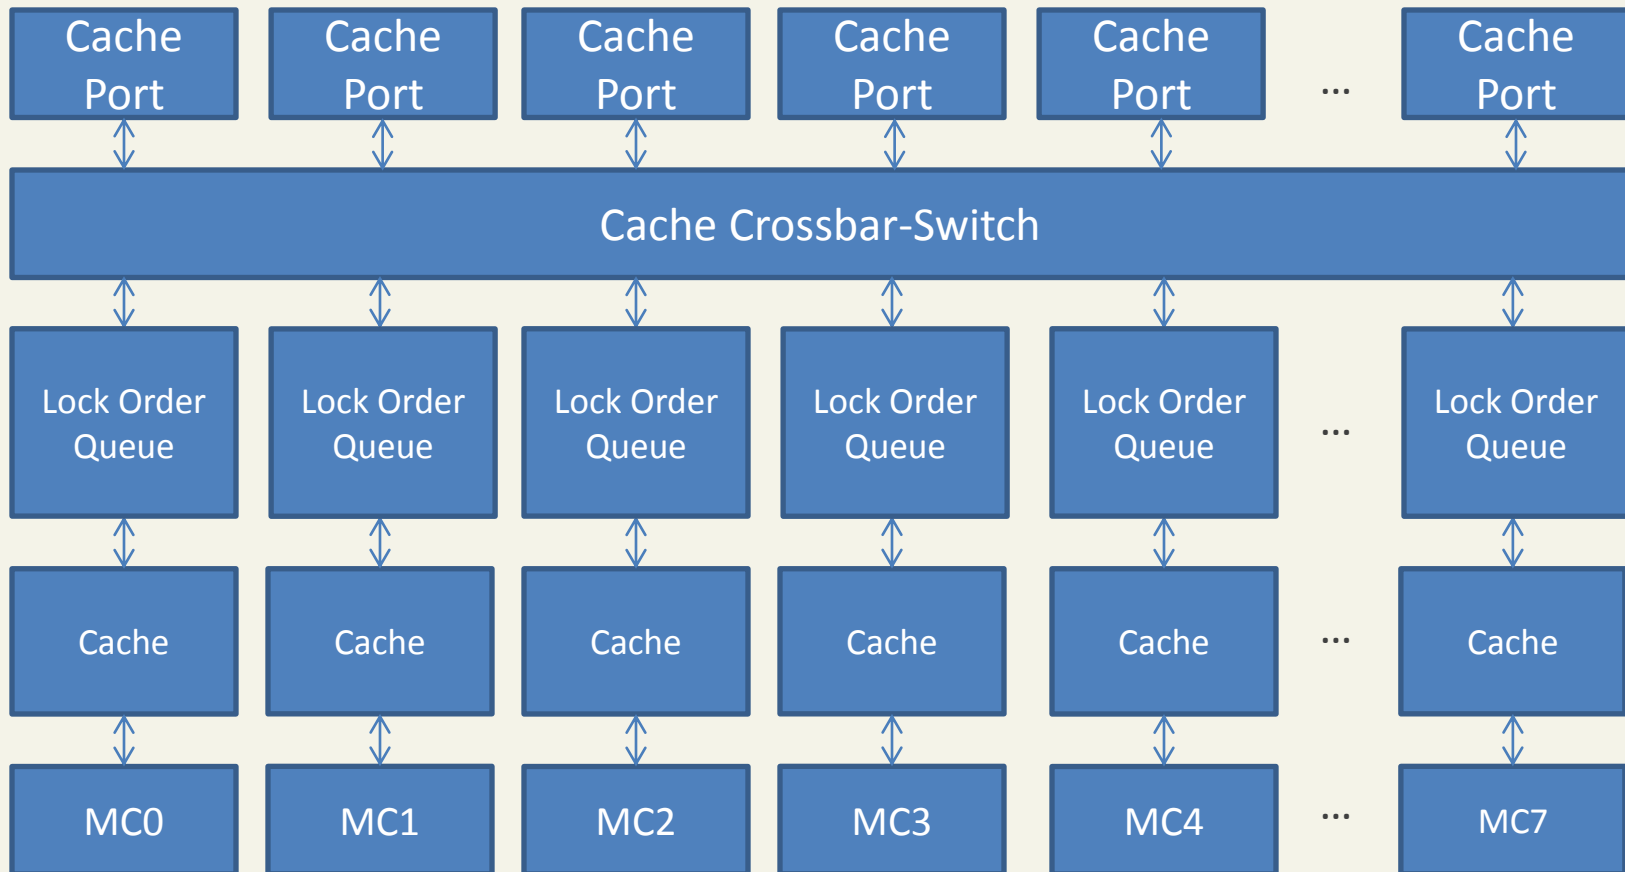 Cache Port
Cache Port
Cache Port
Cache Port
Cache Port
...
Cache Port
Cache Crossbar-Switch
Lock Order Queue
Lock Order Queue
Lock Order Queue
Lock Order Queue
Lock Order Queue
...
Lock Order Queue
Cache
Cache
Cache
Cache
Cache
...
Cache
MC0
MC1
MC2
MC3
MC4
...
MC7